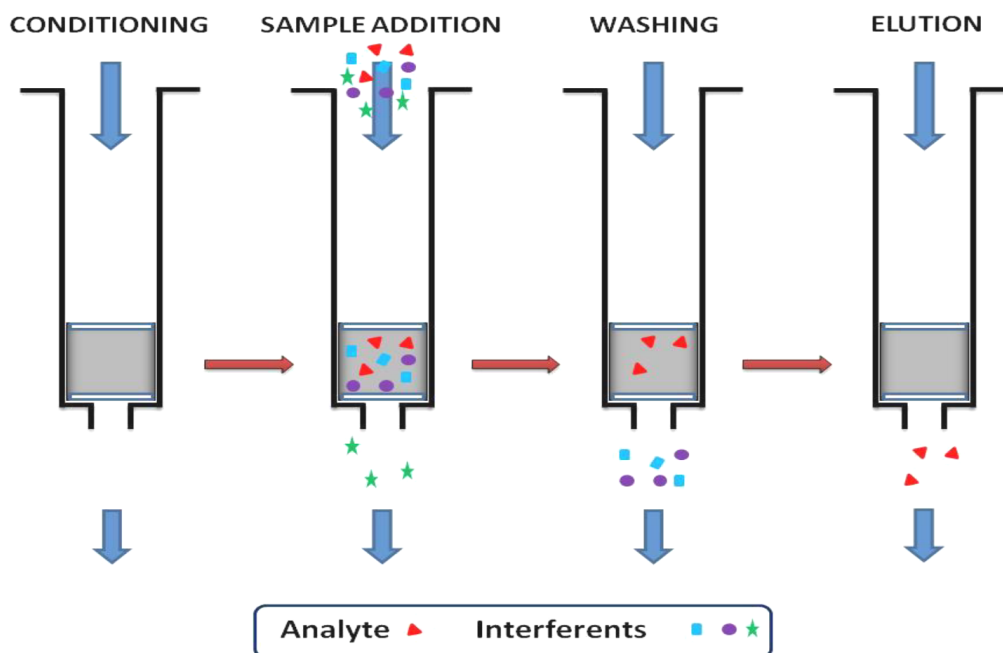 CONDITIONING
SAMPLE ADDITION
WASHING
ELUTION
Analyte
Interferents